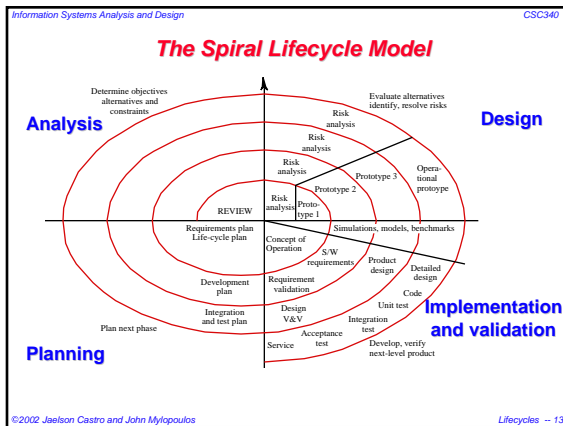 Information Systems Analysis and Design
CSC340
The Spiral Lifecycle Model
Determine objectives
alternatives and
constraints
Evaluate alternatives
identify, resolve risks
Analysis
Design
Risk
analysis
Risk
analysis
Risk
analysis
Risk
analysis
Proto-
type 1
Prototype 2
Prototype 3
Opera-
tional
protoype
REVIEW
Requirements plan
Life-cycle plan
Simulations, models, benchmarks
Concept of
Operation
S/W
requirements
Product
design
Detailed
design
Development
plan
Requirement
validation
Code
Unit test
Integration
and test plan
Design
V&V
Integration
test
Acceptance
test
Service
Plan next phase
Develop, verify
next-level product
Planning
Implementation
and validation
©2002 Jaelson Castro and John Mylopoulos
Lifecycles -- 13